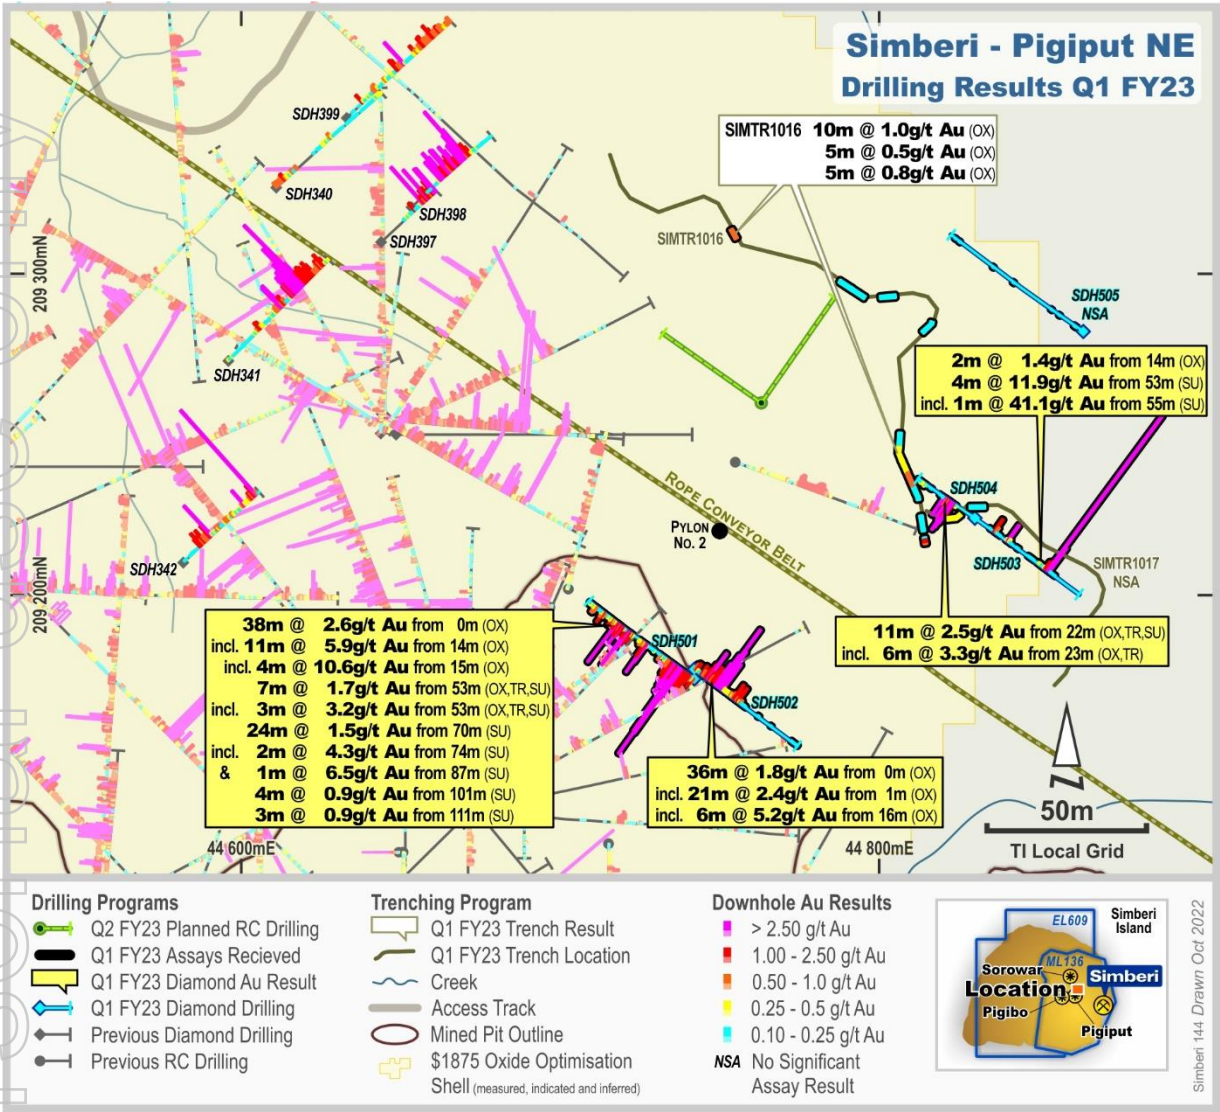 Simberi - Pigiput NE
Drilling Results Q1 FY23
SIMTR1016 10m @ 1.0g/t Au (OX)
5m @ 0.5g/t Au (OX)
5m @ 0.8g/t Au (OX)
SDH399
SDH340
SDH398
SDH397
SIMTR1016
209 300mN
SDH505
NSA
SDH341
2m @ 1.4g/t Au from 14m (OX)
4m @ 11.9g/t Au from 53m (SU)
incl. 1m @ 41.1g/t Au from 55m (SU)
ROPE CONVEYOR BELT
SDH504
PYLON
No. 2
SDH342
SDH503
SIMTR1017
NSA
209 200mN
38m @ 2.6g/t Au from 0m (OX)
incl. 11m @ 5.9g/t Au from 14m (OX)
incl. 4m @ 10.6g/t Au from 15m (OX)
7m @ 1.7g/t Au from 53m (OX,TR,SU)
incl. 3m @ 3.2g/t Au from 53m (OX,TR,SU)
24m @ 1.5g/t Au from 70m (SU)
incl. 2m @ 4.3g/t Au from 74m (SU)
& 1m @ 6.5g/t Au from 87m (SU)
4m @ 0.9g/t Au from 101m (SU)
3m @ 0.9g/t Au from 111m (SU)
SDH501
11m @ 2.5g/t Au from 22m (OX,TR,SU)
incl. 6m @ 3.3g/t Au from 23m (OX,TR)
SDH502
36m @ 1.8g/t Au from 0m (OX)
incl. 21m @ 2.4g/t Au from 1m (OX)
incl. 6m @ 5.2g/t Au from 16m (OX)
N
50m
TI Local Grid
44 600mE
44 800mE
Drilling Programs
Q2 FY23 Planned RC Drilling
Q1 FY23 Assays Recieved
Q1 FY23 Diamond Au Result
Q1 FY23 Diamond Drilling
Previous Diamond Drilling
Previous RC Drilling
Trenching Program
Q1 FY23 Trench Result
Q1 FY23 Trench Location
Creek
Access Track
Mined Pit Outline
$1875 Oxide Optimisation
Shell (measured, indicated and inferred)
Downhole Au Results
> 2.50 g/t Au
1.00 - 2.50 g/t Au
0.50 - 1.0 g/t Au
0.25 - 0.5 g/t Au
0.10 - 0.25 g/t Au
NSA No Significant
Assay Result
EL609
Simberi
Island
ML136
Sorowar
Simberi
Location
Pigibo
Pigiput
Simberi 144 Drawn Oct 2022